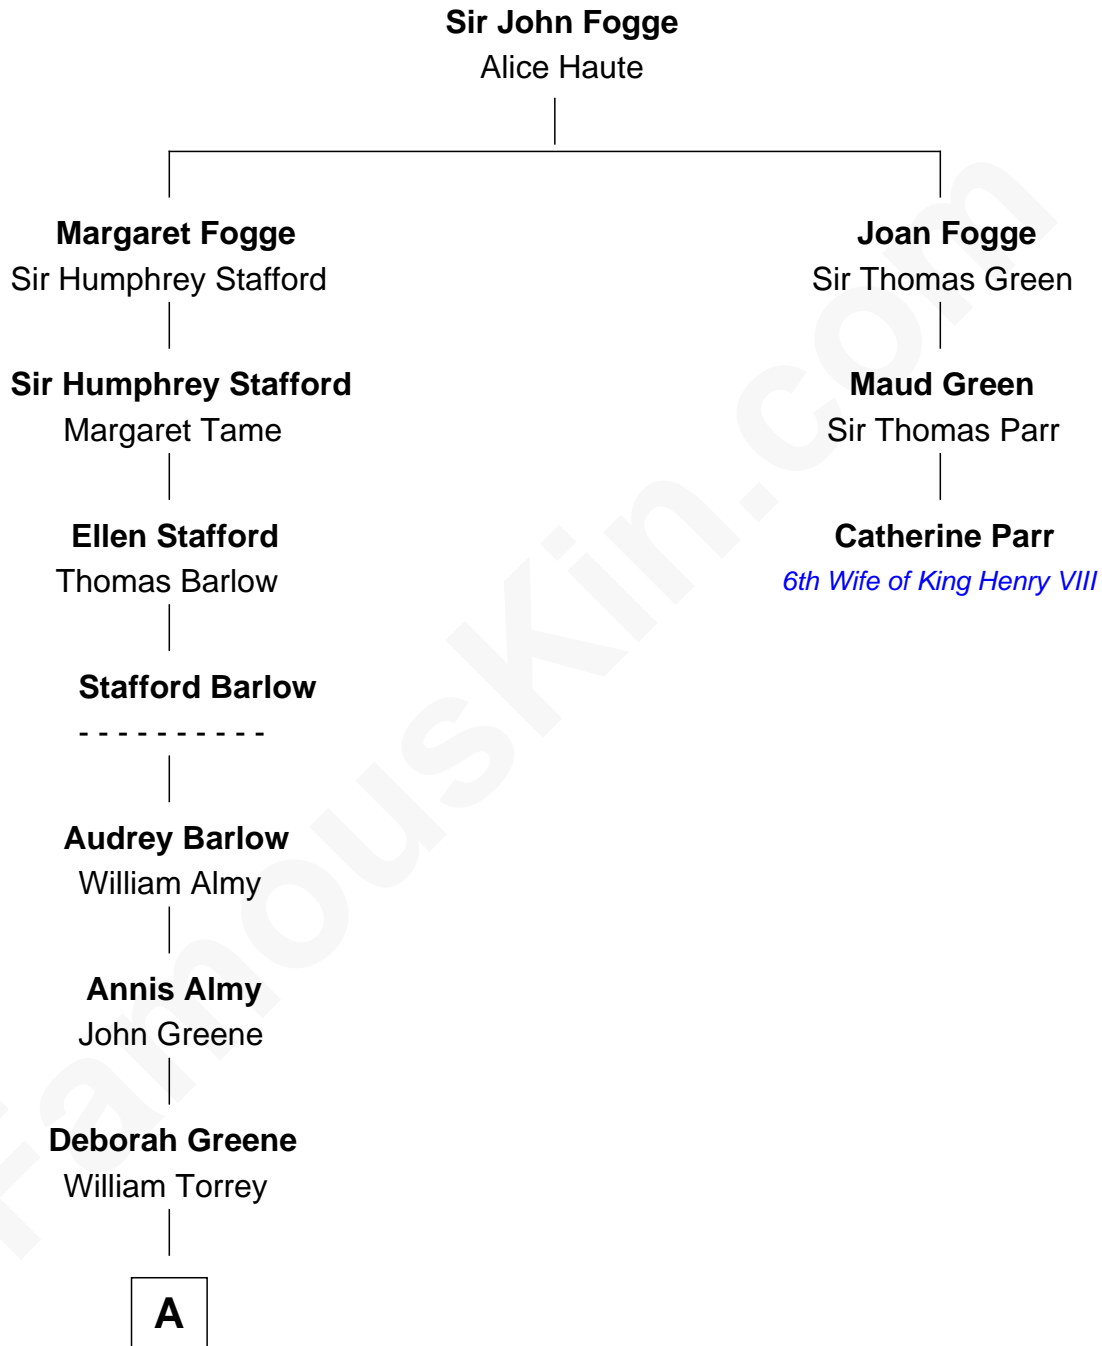 Sir John Fogge
Alice Haute
Margaret Fogge
Sir Humphrey Stafford
Joan Fogge
Sir Thomas Green
Sir Humphrey Stafford
Margaret Tame
Maud Green
Sir Thomas Parr
Ellen Stafford
Thomas Barlow
Catherine Parr
6th Wife of King Henry VIII
Stafford Barlow
- - - - - - - - - -
Audrey Barlow
William Almy
Annis Almy
John Greene
Deborah Greene
William Torrey
A
FamousKin.com